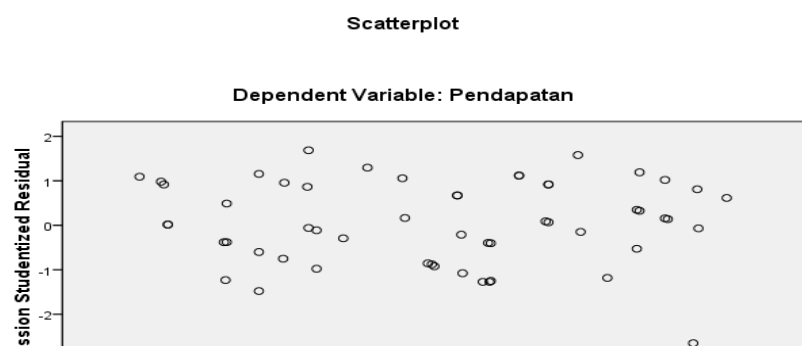 Scatterplot
Dependent Variable: Pendapatan
ssion Studentized Residual
2
1
0
-1
-2